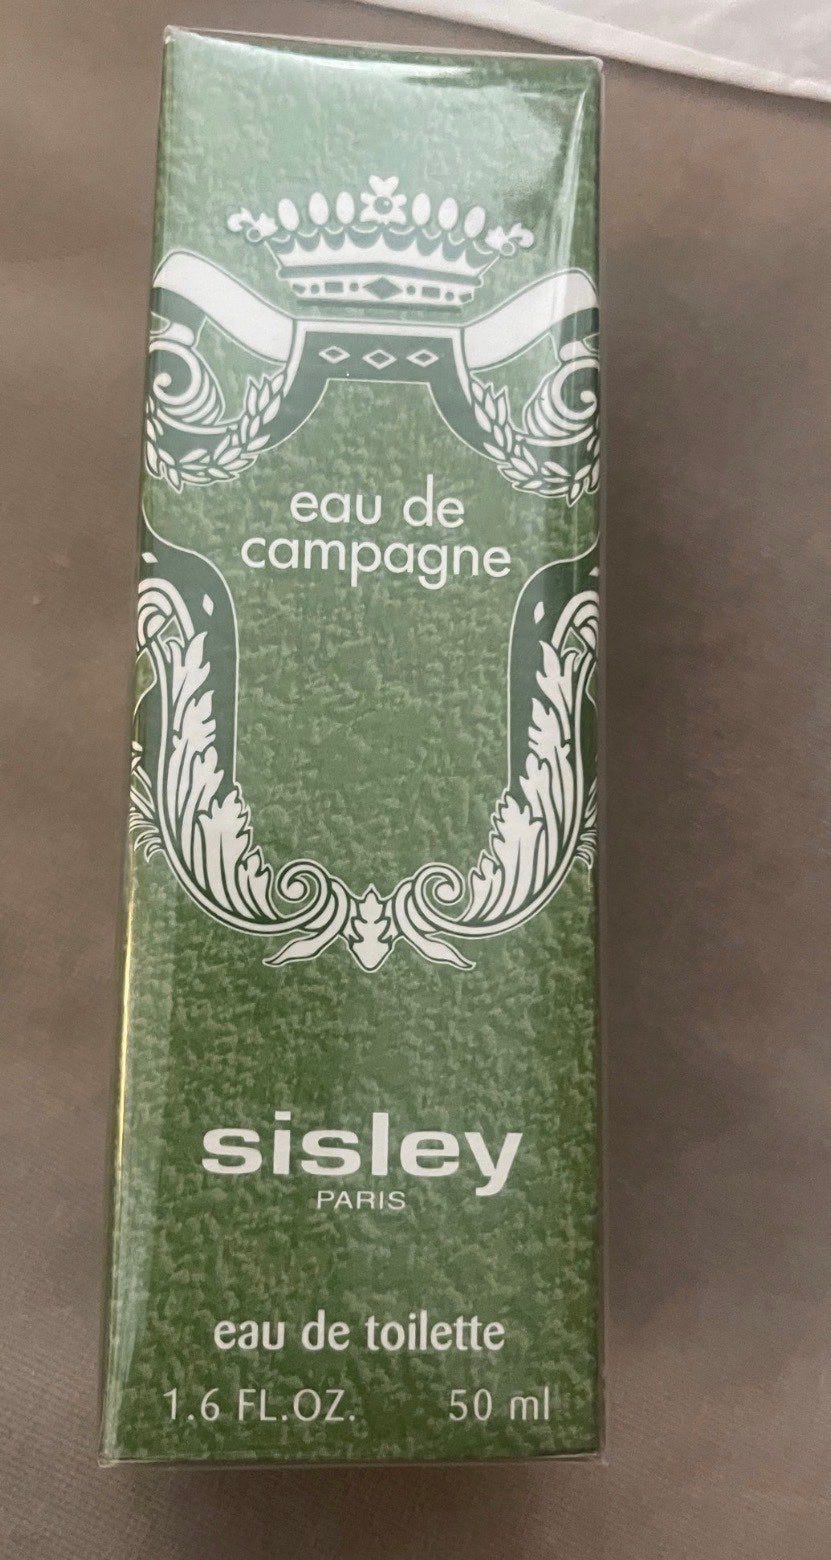 eau de
campagne
sisley
PARIS
eau de toilette
1.6 FL.OZ. 50 ml